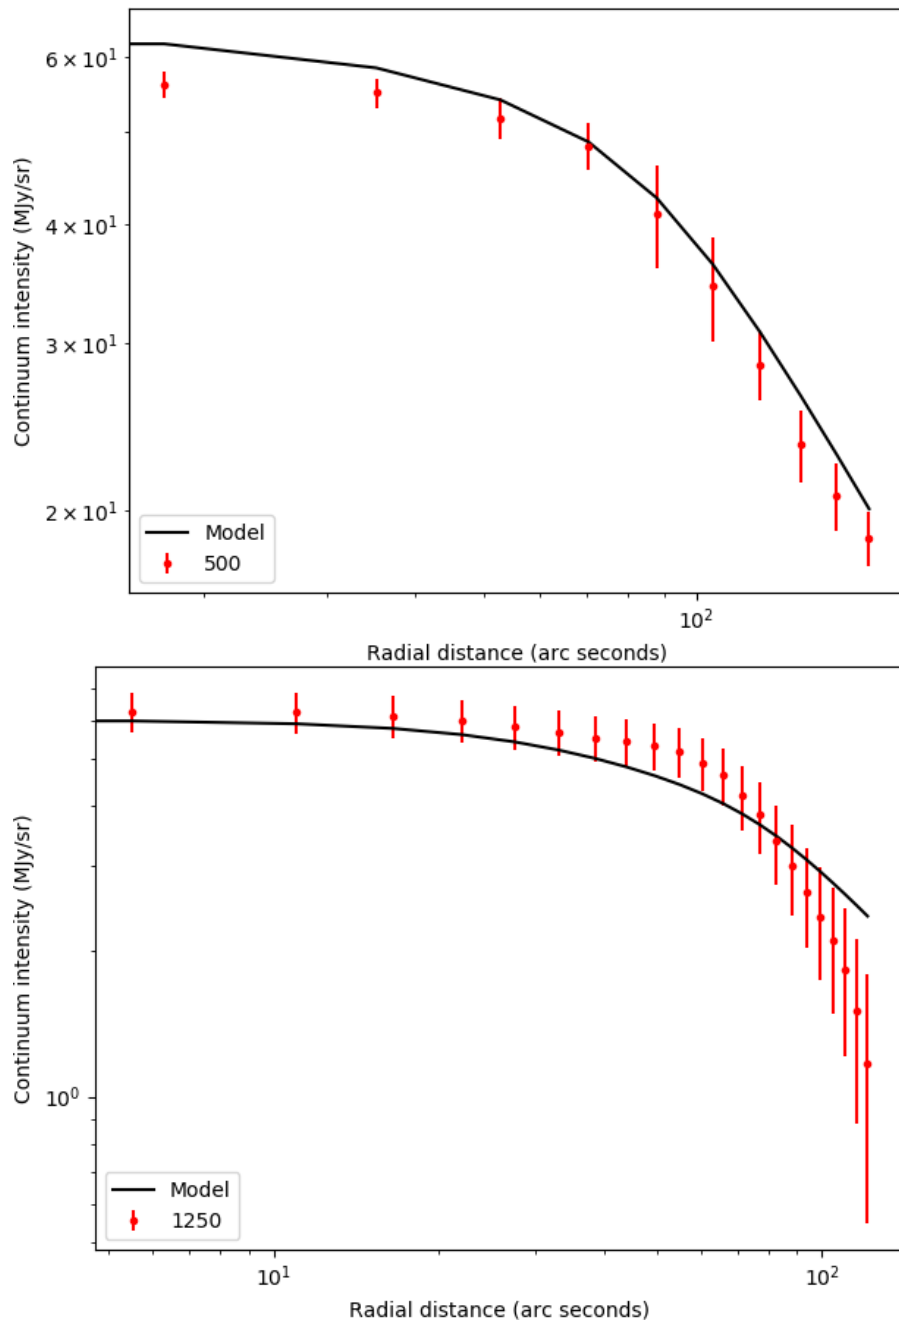 6 × 10¹
4 × 10¹
3 × 10¹
2 × 10¹
Continuum intensity (MJy/sr)
Model
500
10²
Radial distance (arc seconds)
10⁰
Continuum intensity (MJy/sr)
Model
1250
10¹ 10²
Radial distance (arc seconds)